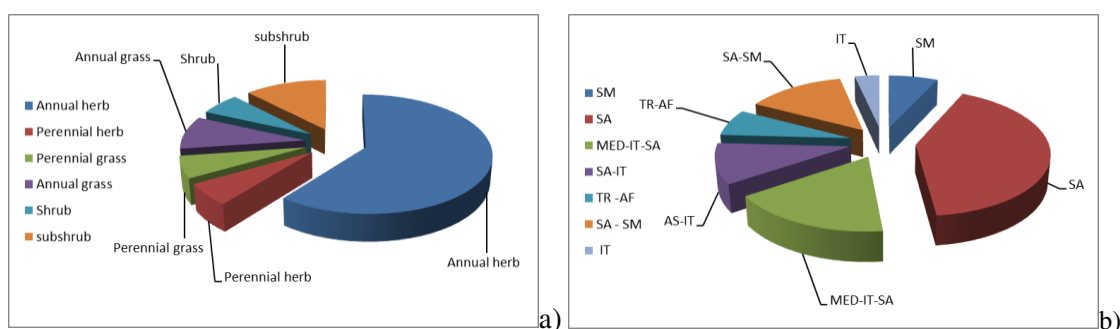 subshrub
Shrub
Annual grass
Annual herb
Perennial herb
Perennial grass
Annual grass
Shrub
subshrub
Perennial grass
Perennial herb
Annual herb
a)
IT
SM
SA-SM
TR-AF
SM
SA
MED-IT-SA
SA-IT
TR -AF
SA - SM
IT
AS-IT
SA
MED-IT-SA
b)